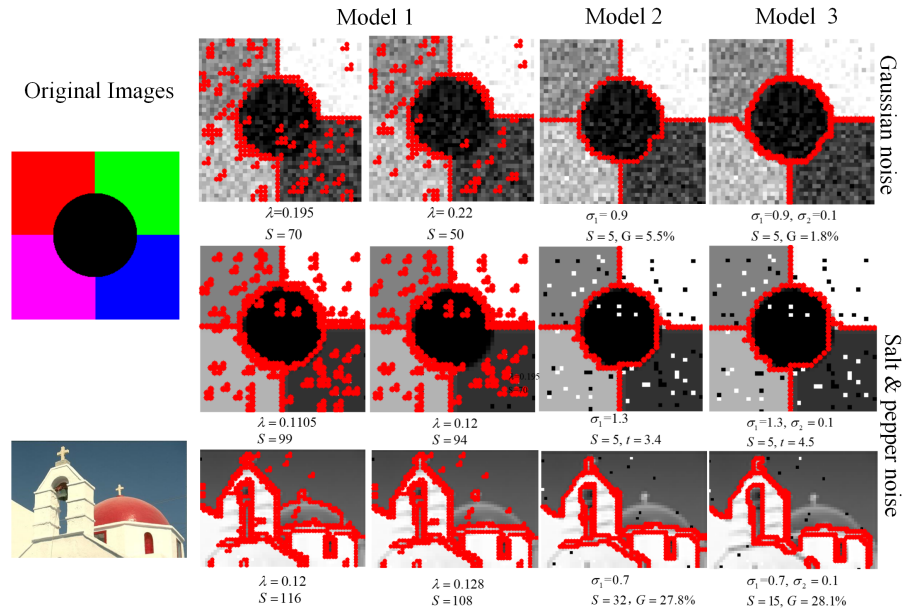 Model 1
Model 2
Model 3
Original Images
Gaussian noise
λ=0.195
S = 70
λ= 0.22
S = 50
σ₁= 0.9
S = 5, G = 5.5%
σ₁=0.9, σ₂= 0.1
S = 5, G = 1.8%
Salt & pepper noise
=0.195
λ = 0.1105
S = 99
λ = 0.12
S = 94
σ₁=1.3
S = 5, t = 3.4
σ₁=1.3, σ₂ = 0.1
S = 5, t = 4.5
λ = 0.12
S = 116
λ = 0.128
S = 108
σ₁=0.7
S = 32, G = 27.8%
σ₁=0.7, σ₂ = 0.1
S = 15, G = 28.1%